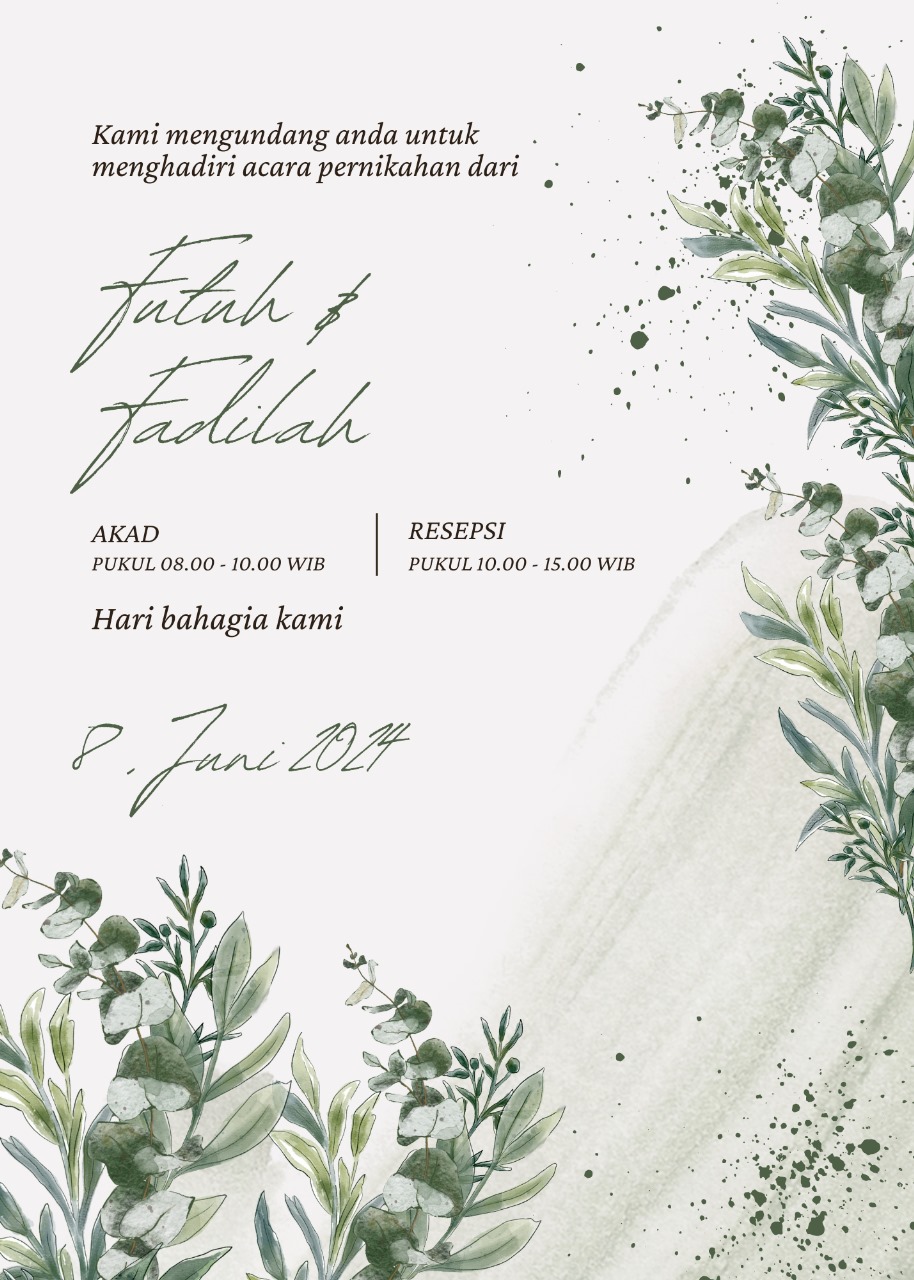 Kami mengundang anda untuk
menghadiri acara pernikahan dari
Futuh &
Fadilah
AKAD
PUKUL 08.00 - 10.00 WIB
RESEPSI
PUKUL 10.00 - 15.00 WIB
Hari bahagia kami
8 . Juni 2024